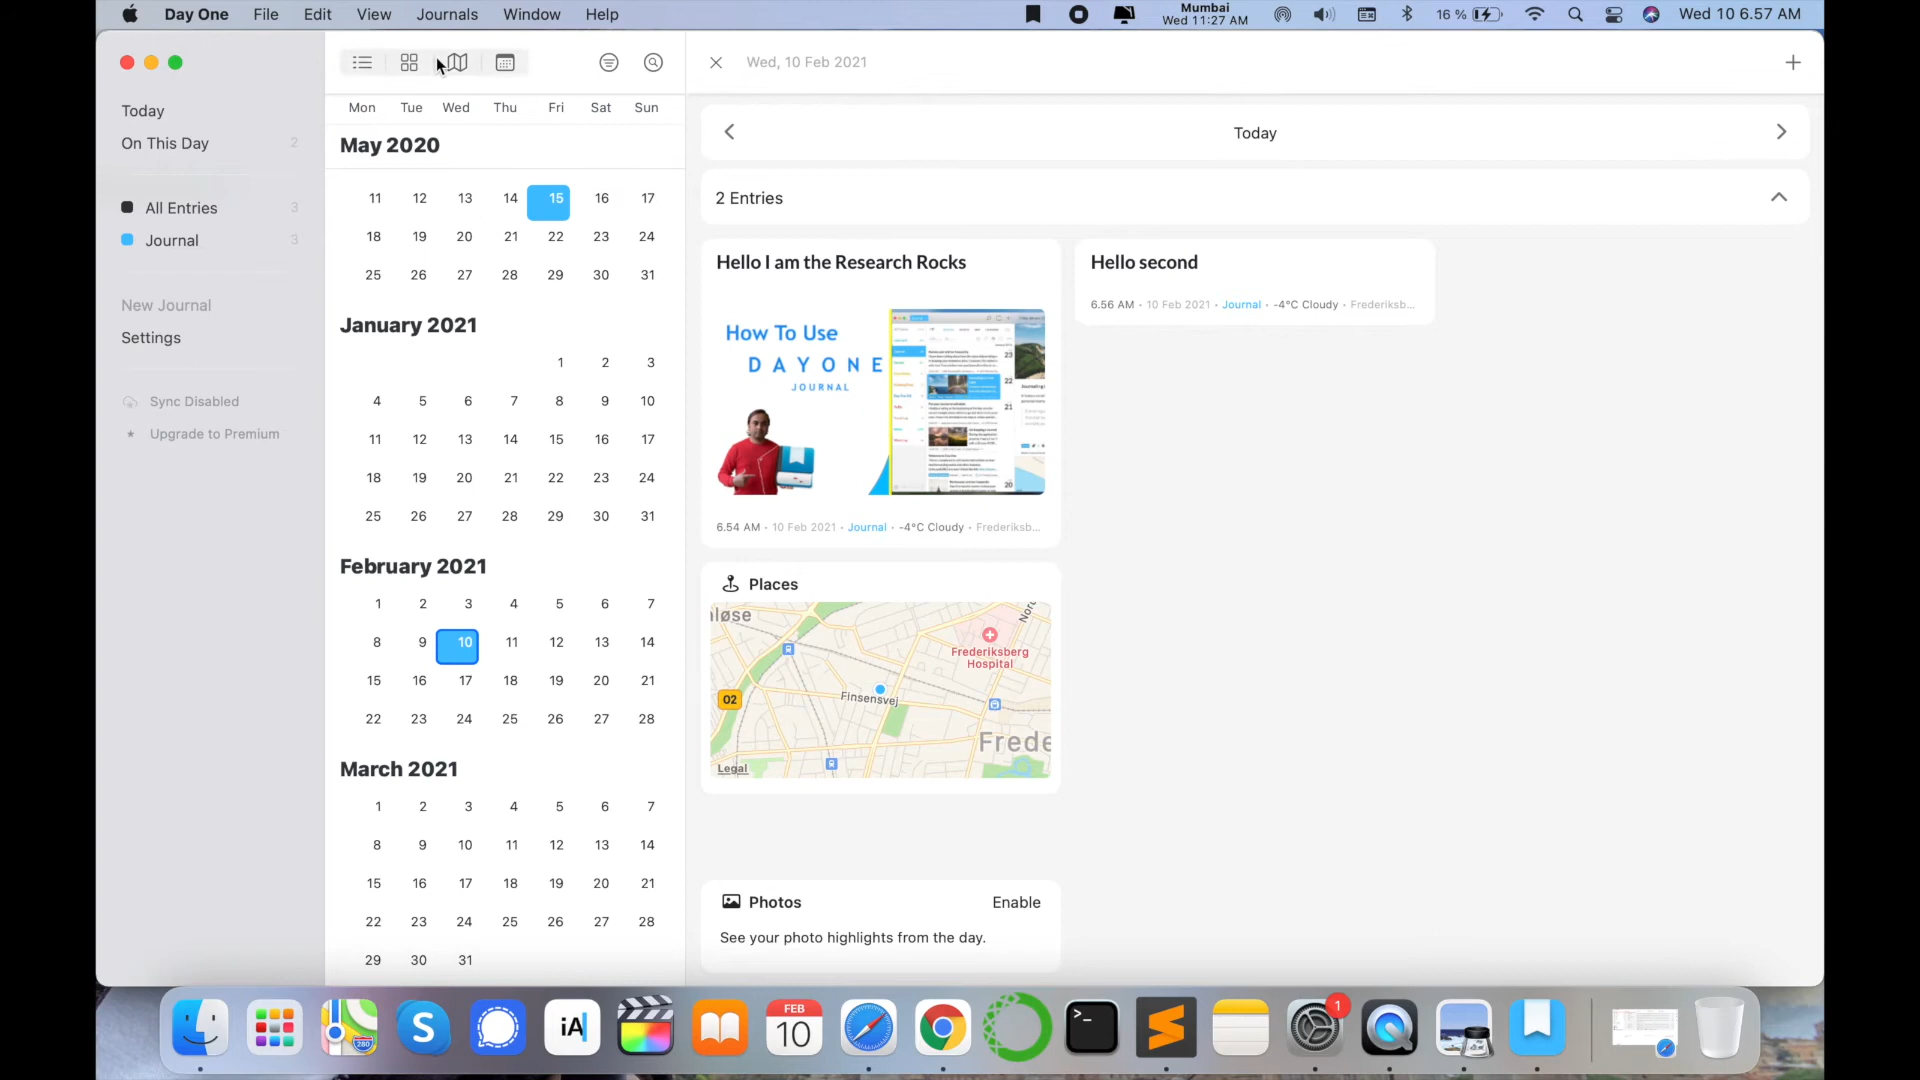 Day One File Edit View Journals Window Help
Mumbai
Wed 11:27 AM
16 %
Wed 10 6.57 AM
Wed, 10 Feb 2021
Today
On This Day 2
All Entries 3
Journal 3
New Journal
Settings
Sync Disabled
Upgrade to Premium
Mon Tue Wed Thu Fri Sat Sun
May 2020
11 12 13 14 15 16 17
18 19 20 21 22 23 24
25 26 27 28 29 30 31
January 2021
1 2 3
4 5 6 7 8 9 10
11 12 13 14 15 16 17
18 19 20 21 22 23 24
25 26 27 28 29 30 31
February 2021
1 2 3 4 5 6 7
8 9 10 11 12 13 14
15 16 17 18 19 20 21
22 23 24 25 26 27 28
March 2021
1 2 3 4 5 6 7
8 9 10 11 12 13 14
15 16 17 18 19 20 21
22 23 24 25 26 27 28
29 30 31
Today
2 Entries
Hello I am the Research Rocks
How To Use
DAYONE
JOURNAL
23
22
21
20
6.54 AM · 10 Feb 2021 · Journal · -4°C Cloudy · Frederiksb...
Hello second
6.56 AM · 10 Feb 2021 · Journal · -4°C Cloudy · Frederiksb...
Places
nløse
Nord
Frederiksberg
Hospital
Finsensvej
O2
Frede
Legal
Photos Enable
See your photo highlights from the day.
280
S
iA
FEB
10
>_
1